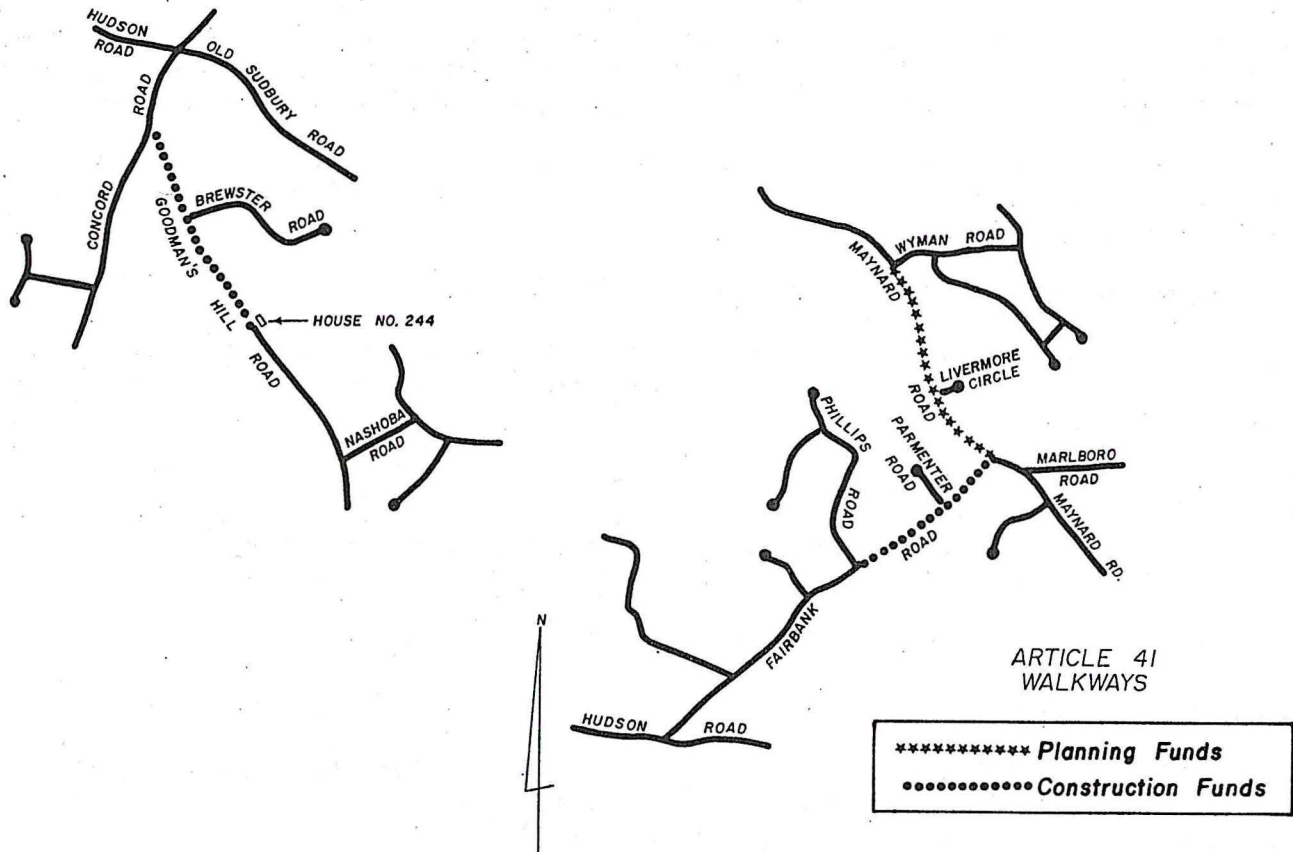 HUDSON
ROAD
OLD
SUDBURY
ROAD
ROAD
CONCORD
GOODMAN'S
HILL
ROAD
BREWSTER
ROAD
HOUSE NO. 244
NASHOBA
ROAD
MAYNARD
ROAD
WYMAN ROAD
LIVERMORE
CIRCLE
PHILLIPS
ROAD
PARMENTER
ROAD
MARLBORO
ROAD
MAYNARD
RD.
FAIRBANK
ROAD
HUDSON ROAD
N
ARTICLE 41
WALKWAYS
Planning Funds
Construction Funds